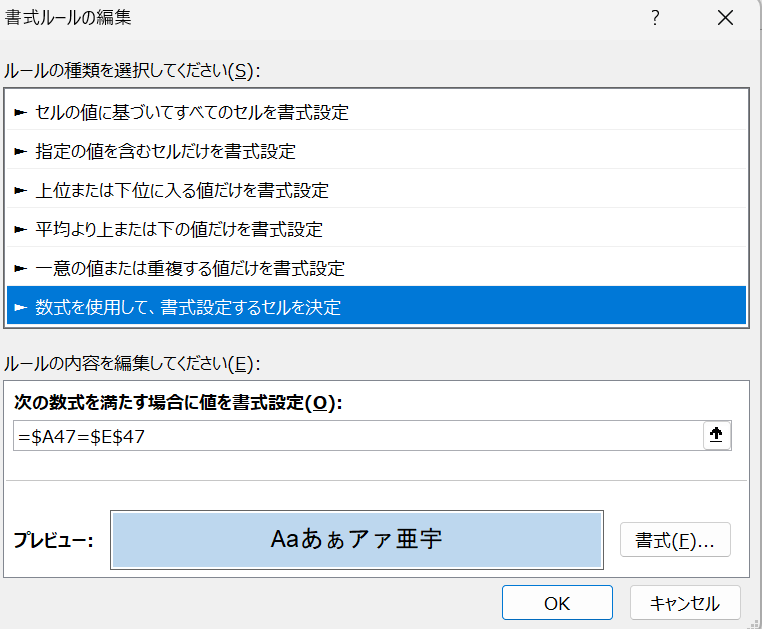 書式ルールの編集
?
ルールの種類を選択してください(S):
► セルの値に基づいてすべてのセルを書式設定
► 指定の値を含むセルだけを書式設定
► 上位または下位に入る値だけを書式設定
► 平均より上または下の値だけを書式設定
► 一意の値または重複する値だけを書式設定
► 数式を使用して、書式設定するセルを決定
ルールの内容を編集してください(E):
次の数式を満たす場合に値を書式設定(O):
=$A47=$E$47
プレビュー:
Aaあぁアァ亜宇
書式(F)...
OK
キャンセル